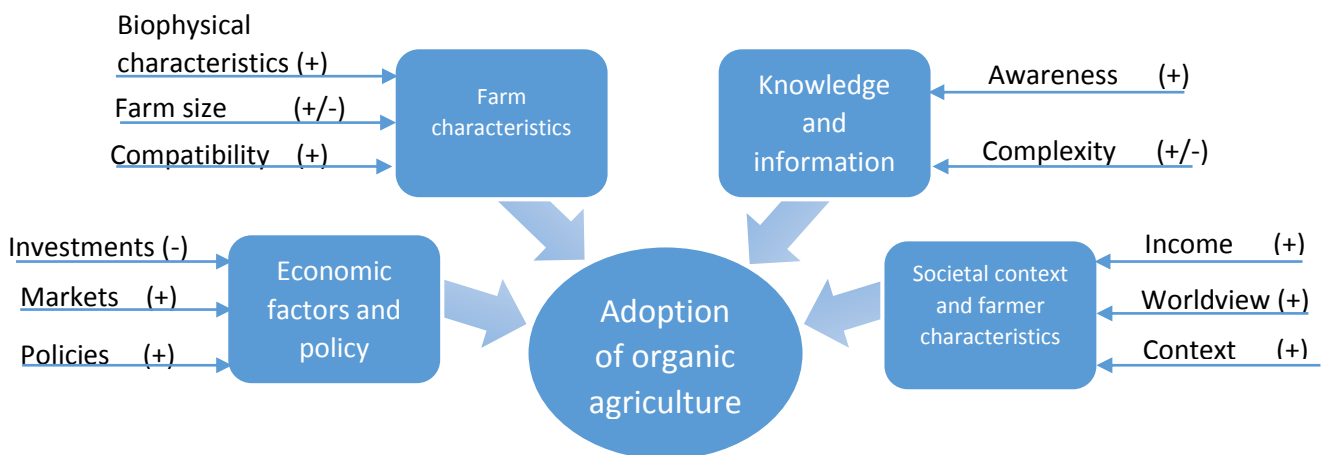 Biophysical
characteristics (+)
Farm size (+/-)
Compatibility (+)
Farm
characteristics
Knowledge
and
information
Awareness (+)
Complexity (+/-)
Investments (-)
Markets (+)
Policies (+)
Economic
factors and
policy
Adoption
of organic
agriculture
Societal context
and farmer
characteristics
Income (+)
Worldview (+)
Context (+)